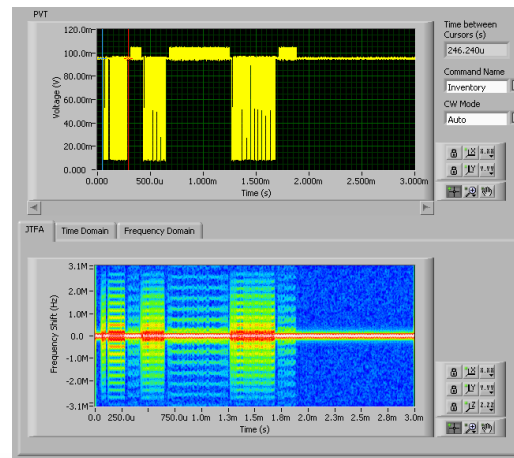 PVT
Time between
Cursors (s)
246.240u
Command Name
Inventory
CW Mode
Auto
Voltage (V)
120.0m
100.00m
80.00m
60.00m
40.00m
20.00m
0.000
0.000 500.0u 1.000m 1.500m 2.000m 2.500m 3.000m
Time (s)
JTFA Time Domain Frequency Domain
Frequency Shift (Hz)
3.1M
2.0M
1.0M
0.0
-1.0M
-2.0M
-3.1M
0.0 250.0u 750.0u 1.0m 1.3m 1.5m 1.8m 2.0m 2.3m 2.5m 2.8m 3.0m
Time (s)